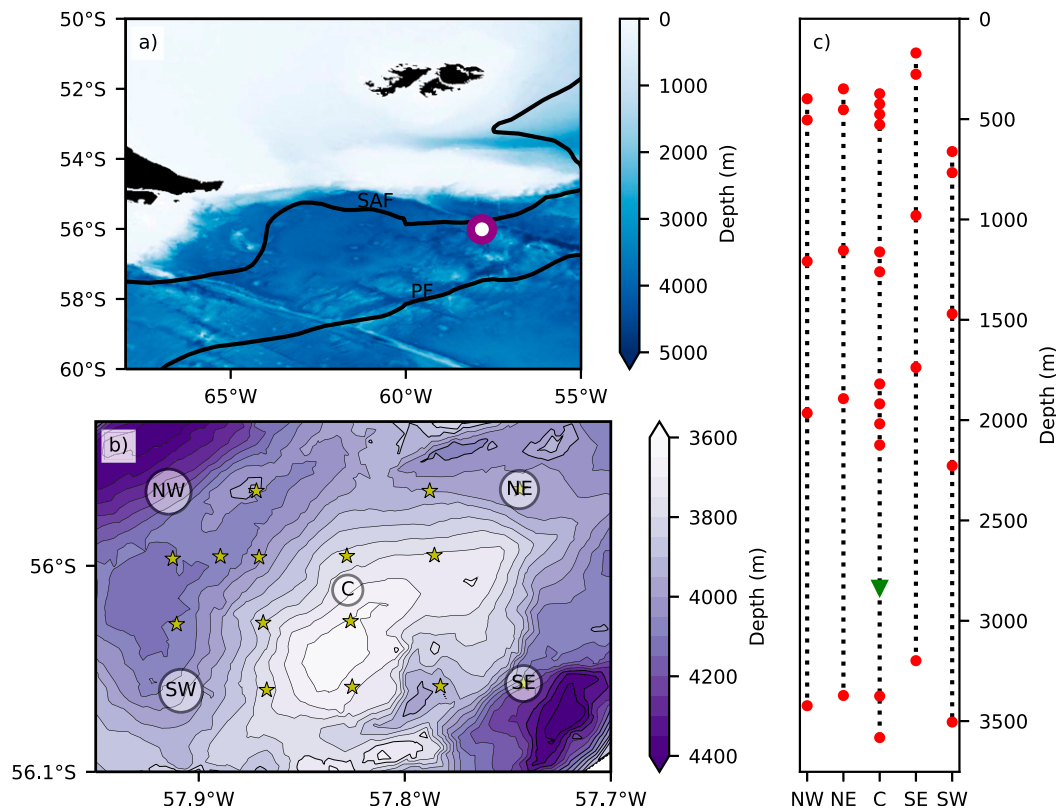 a)
50°S
52°S
54°S
56°S
58°S
60°S
65°W
60°W
55°W
SAF
PF
0
1000
2000
3000
4000
5000
Depth (m)
b)
NW
NE
C
SW
SE
56°S
56.1°S
57.9°W
57.8°W
57.7°W
3600
3800
4000
4200
4400
Depth (m)
c)
0
500
1000
1500
2000
2500
3000
3500
Depth (m)
NW NE C SE SW